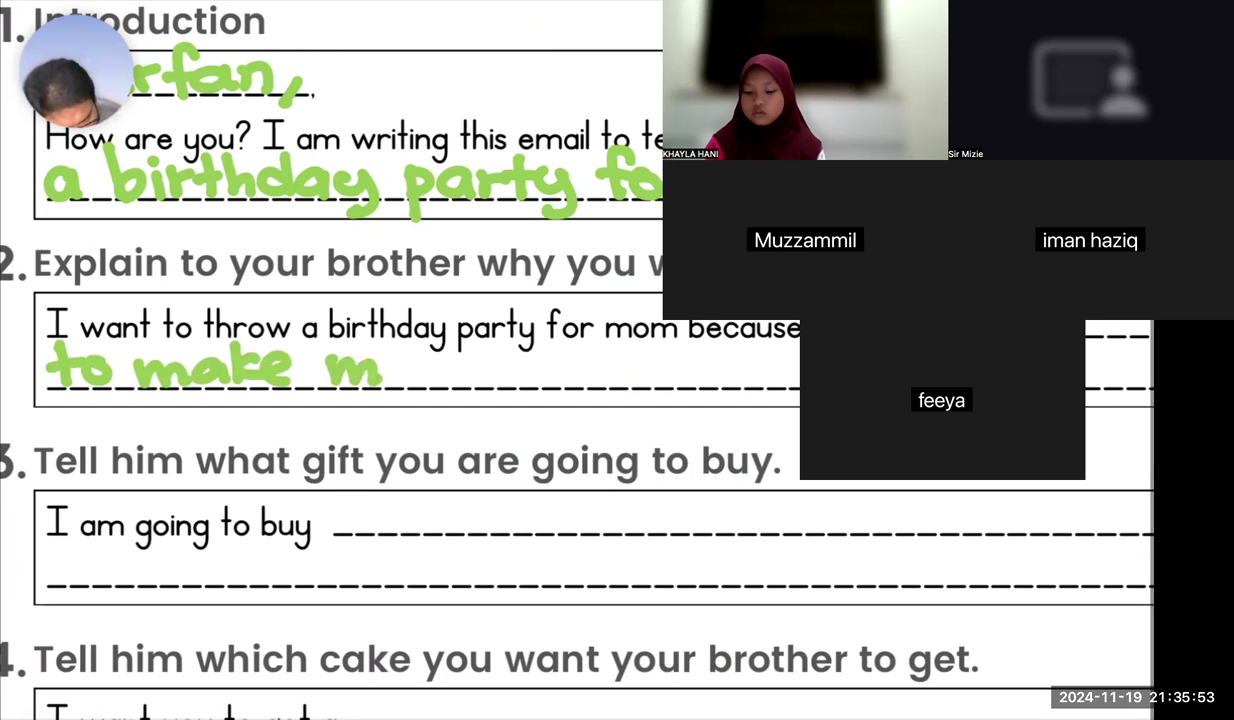 1. Introduction
rfan,
How are you? I am writing this email to te
a birthday party fo
2. Explain to your brother why you w
I want to throw a birthday party for mom because
to make m
3. Tell him what gift you are going to buy.
I am going to buy
4. Tell him which cake you want your brother to get.
KHAYLA HANI
Sir Mizie
Muzzammil
iman haziq
feeya
2024-11-19 21:35:53